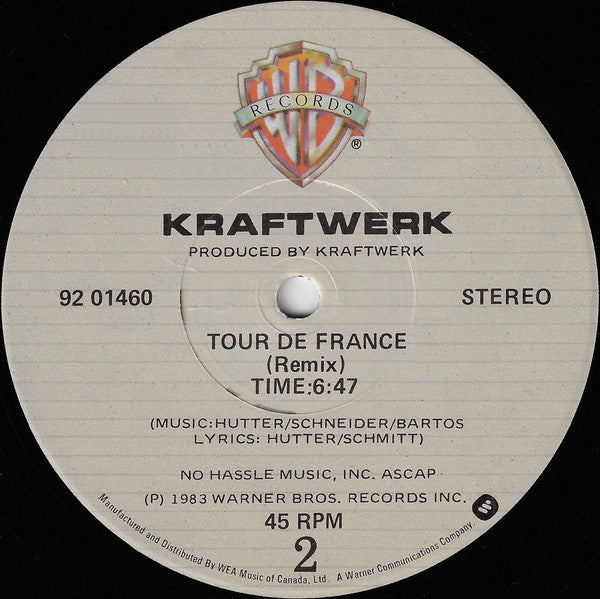 WB
RECORDS
®
KRAFTWERK
PRODUCED BY KRAFTWERK
92 01460
STEREO
TOUR DE FRANCE
(Remix)
TIME:6:47
(MUSIC:HUTTER/SCHNEIDER/BARTOS
LYRICS: HUTTER/SCHMITT)
NO HASSLE MUSIC, INC. ASCAP
(P) 1983 WARNER BROS. RECORDS INC.
45 RPM
2
Manufactured and Distributed By WEA Music of Canada, Ltd. A Warner Communications Company.